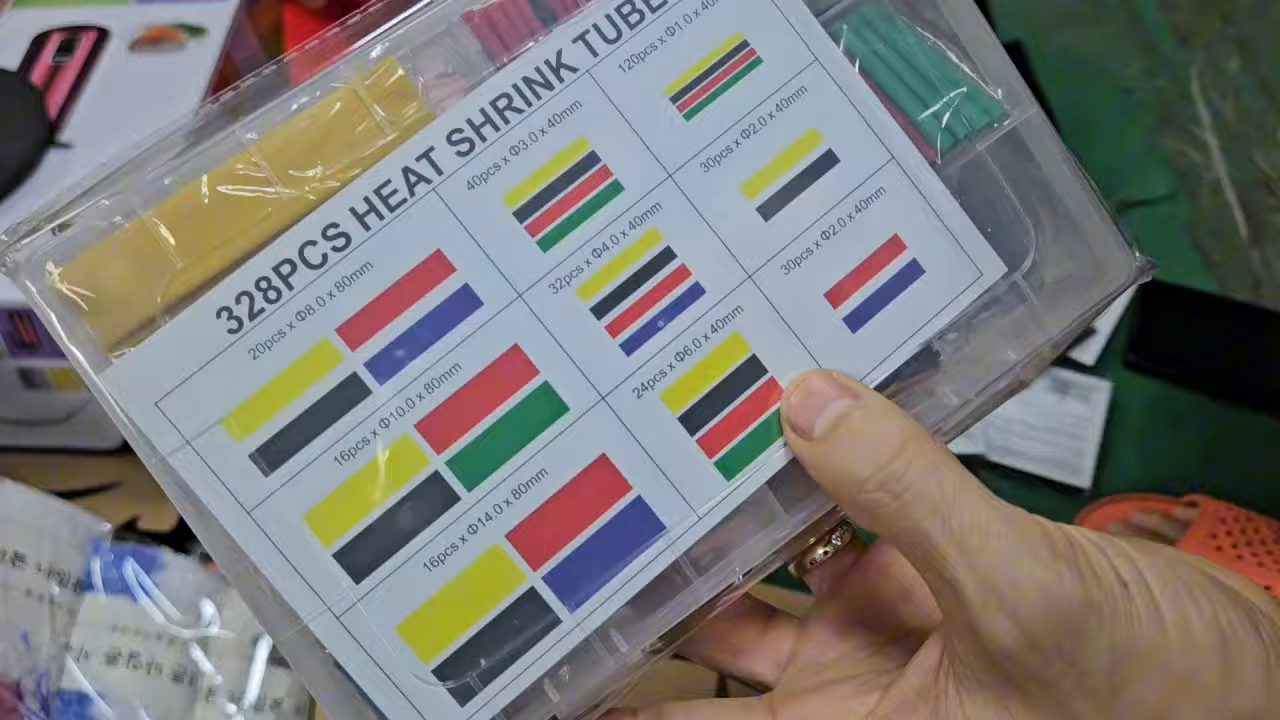 328PCS HEAT SHRINK TUBE
20pcs x Φ8.0 x 80mm
16pcs x Φ10.0 x 80mm
16pcs x Φ14.0 x 80mm
40pcs x Φ3.0 x 40mm
32pcs x Φ4.0 x 40mm
24pcs x Φ6.0 x 40mm
120pcs x Φ1.0 x 40
30pcs x Φ2.0 x 40mm
30pcs x Φ2.0 x 40mm